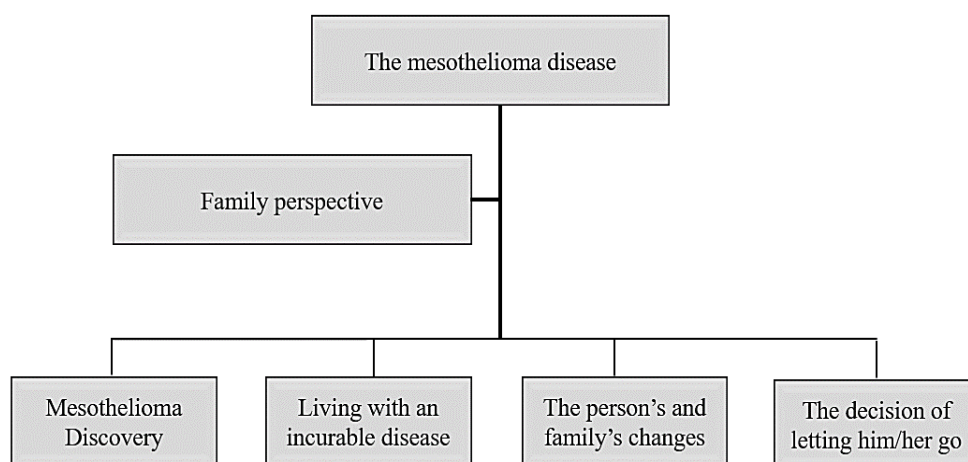 The mesothelioma disease
Family perspective
Mesothelioma
Discovery
Living with an
incurable disease
The person’s and
family’s changes
The decision of
letting him/her go